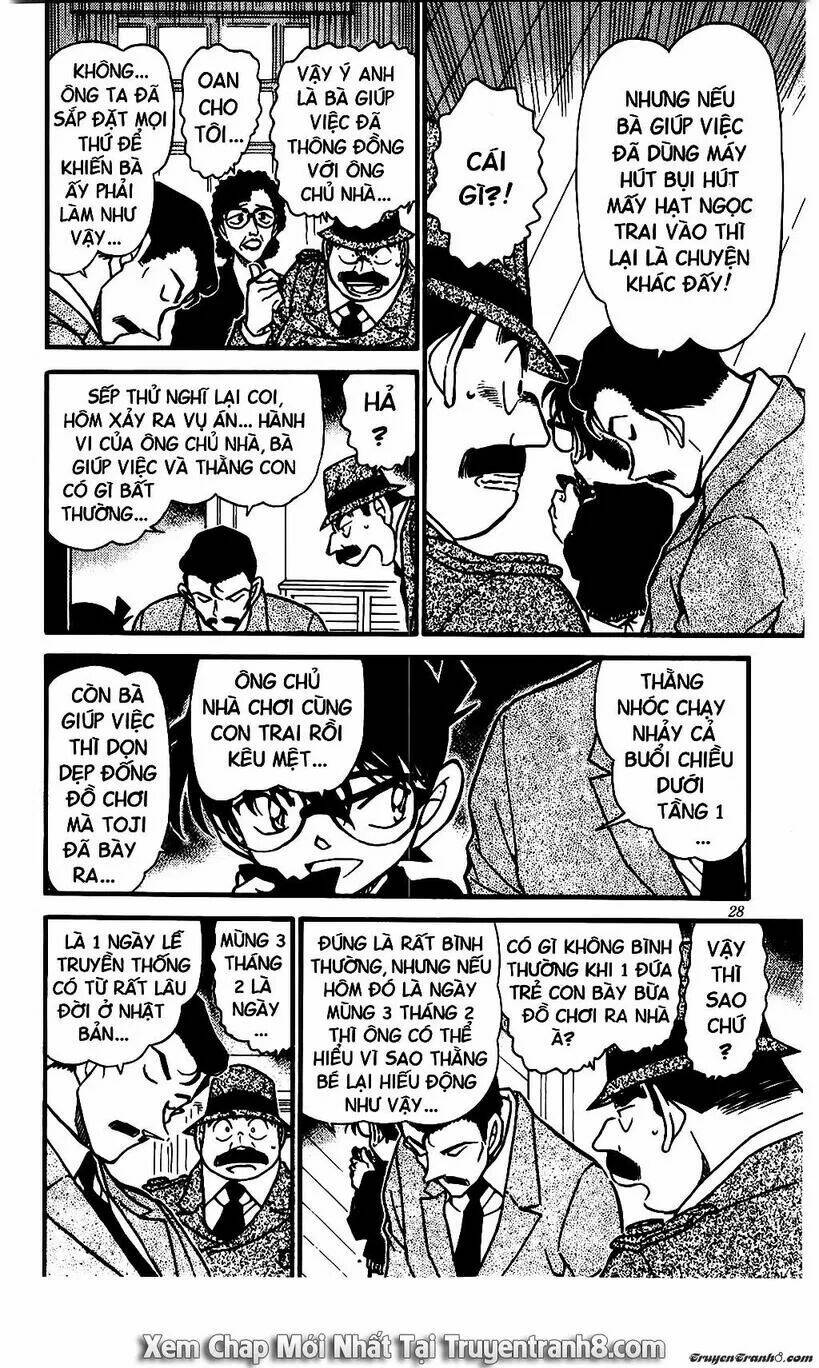 NHƯNG NẾU
BÀ GIÚP VIỆC
ĐÃ DÙNG MÁY
HÚT BỤI HÚT
MẤY HẠT NGỌC
TRAI VÀO THÌ
LẠI LÀ CHUYỆN
KHÁC ĐẤY!
CÁI
GÌ?!
VẬY Ý ANH
LÀ BÀ GIÚP
VIỆC ĐÃ
THÔNG ĐỒNG
VỚI ÔNG
CHỦ NHÀ...
OAN
CHO
TÔI...
KHÔNG...
ÔNG TA ĐÃ
SẮP ĐẶT MỌI
THỨ ĐỂ
KHIẾN BÀ
ẤY PHẢI
LÀM NHƯ
VẬY...
HẢ
?
SẾP THỬ NGHĨ LẠI COI,
HÔM XẢY RA VỤ ÁN... HÀNH
VI CỦA ÔNG CHỦ NHÀ, BÀ
GIÚP VIỆC VÀ THẰNG CON
CÓ GÌ BẤT
THƯỜNG...
THẰNG
NHÓC CHẠY
NHẢY CẢ
BUỔI CHIỀU
DƯỚI
TẦNG 1
...
ÔNG CHỦ
NHÀ CHƠI CÙNG
CON TRAI RỒI
KÊU MỆT...
CÒN BÀ
GIÚP VIỆC
THÌ DỌN
DẸP ĐỐNG
ĐỒ CHƠI
MÀ TOJI
ĐÃ BÀY
RA...
28
VẬY
THÌ
SAO
CHỨ
?
CÓ GÌ KHÔNG BÌNH
THƯỜNG KHI 1 ĐỨA
TRẺ CON BÀY BỪA
ĐỒ CHƠI RA NHÀ
À?
ĐÚNG LÀ RẤT BÌNH
THƯỜNG, NHƯNG NẾU
HÔM ĐÓ LÀ NGÀY
MÙNG 3 THÁNG 2
THÌ ÔNG CÓ THỂ
HIỂU VÌ SAO THẰNG
BÉ LẠI HIẾU ĐỘNG
NHƯ VẬY...
MÙNG 3
THÁNG
2 LÀ
NGÀY
...
LÀ 1 NGÀY LỄ
TRUYỀN THỐNG
CÓ TỪ RẤT LÂU
ĐỜI Ở NHẬT
BẢN...
Xem Chap Mới Nhất Tại Truyentranh8.com
TruyenTranh8.com